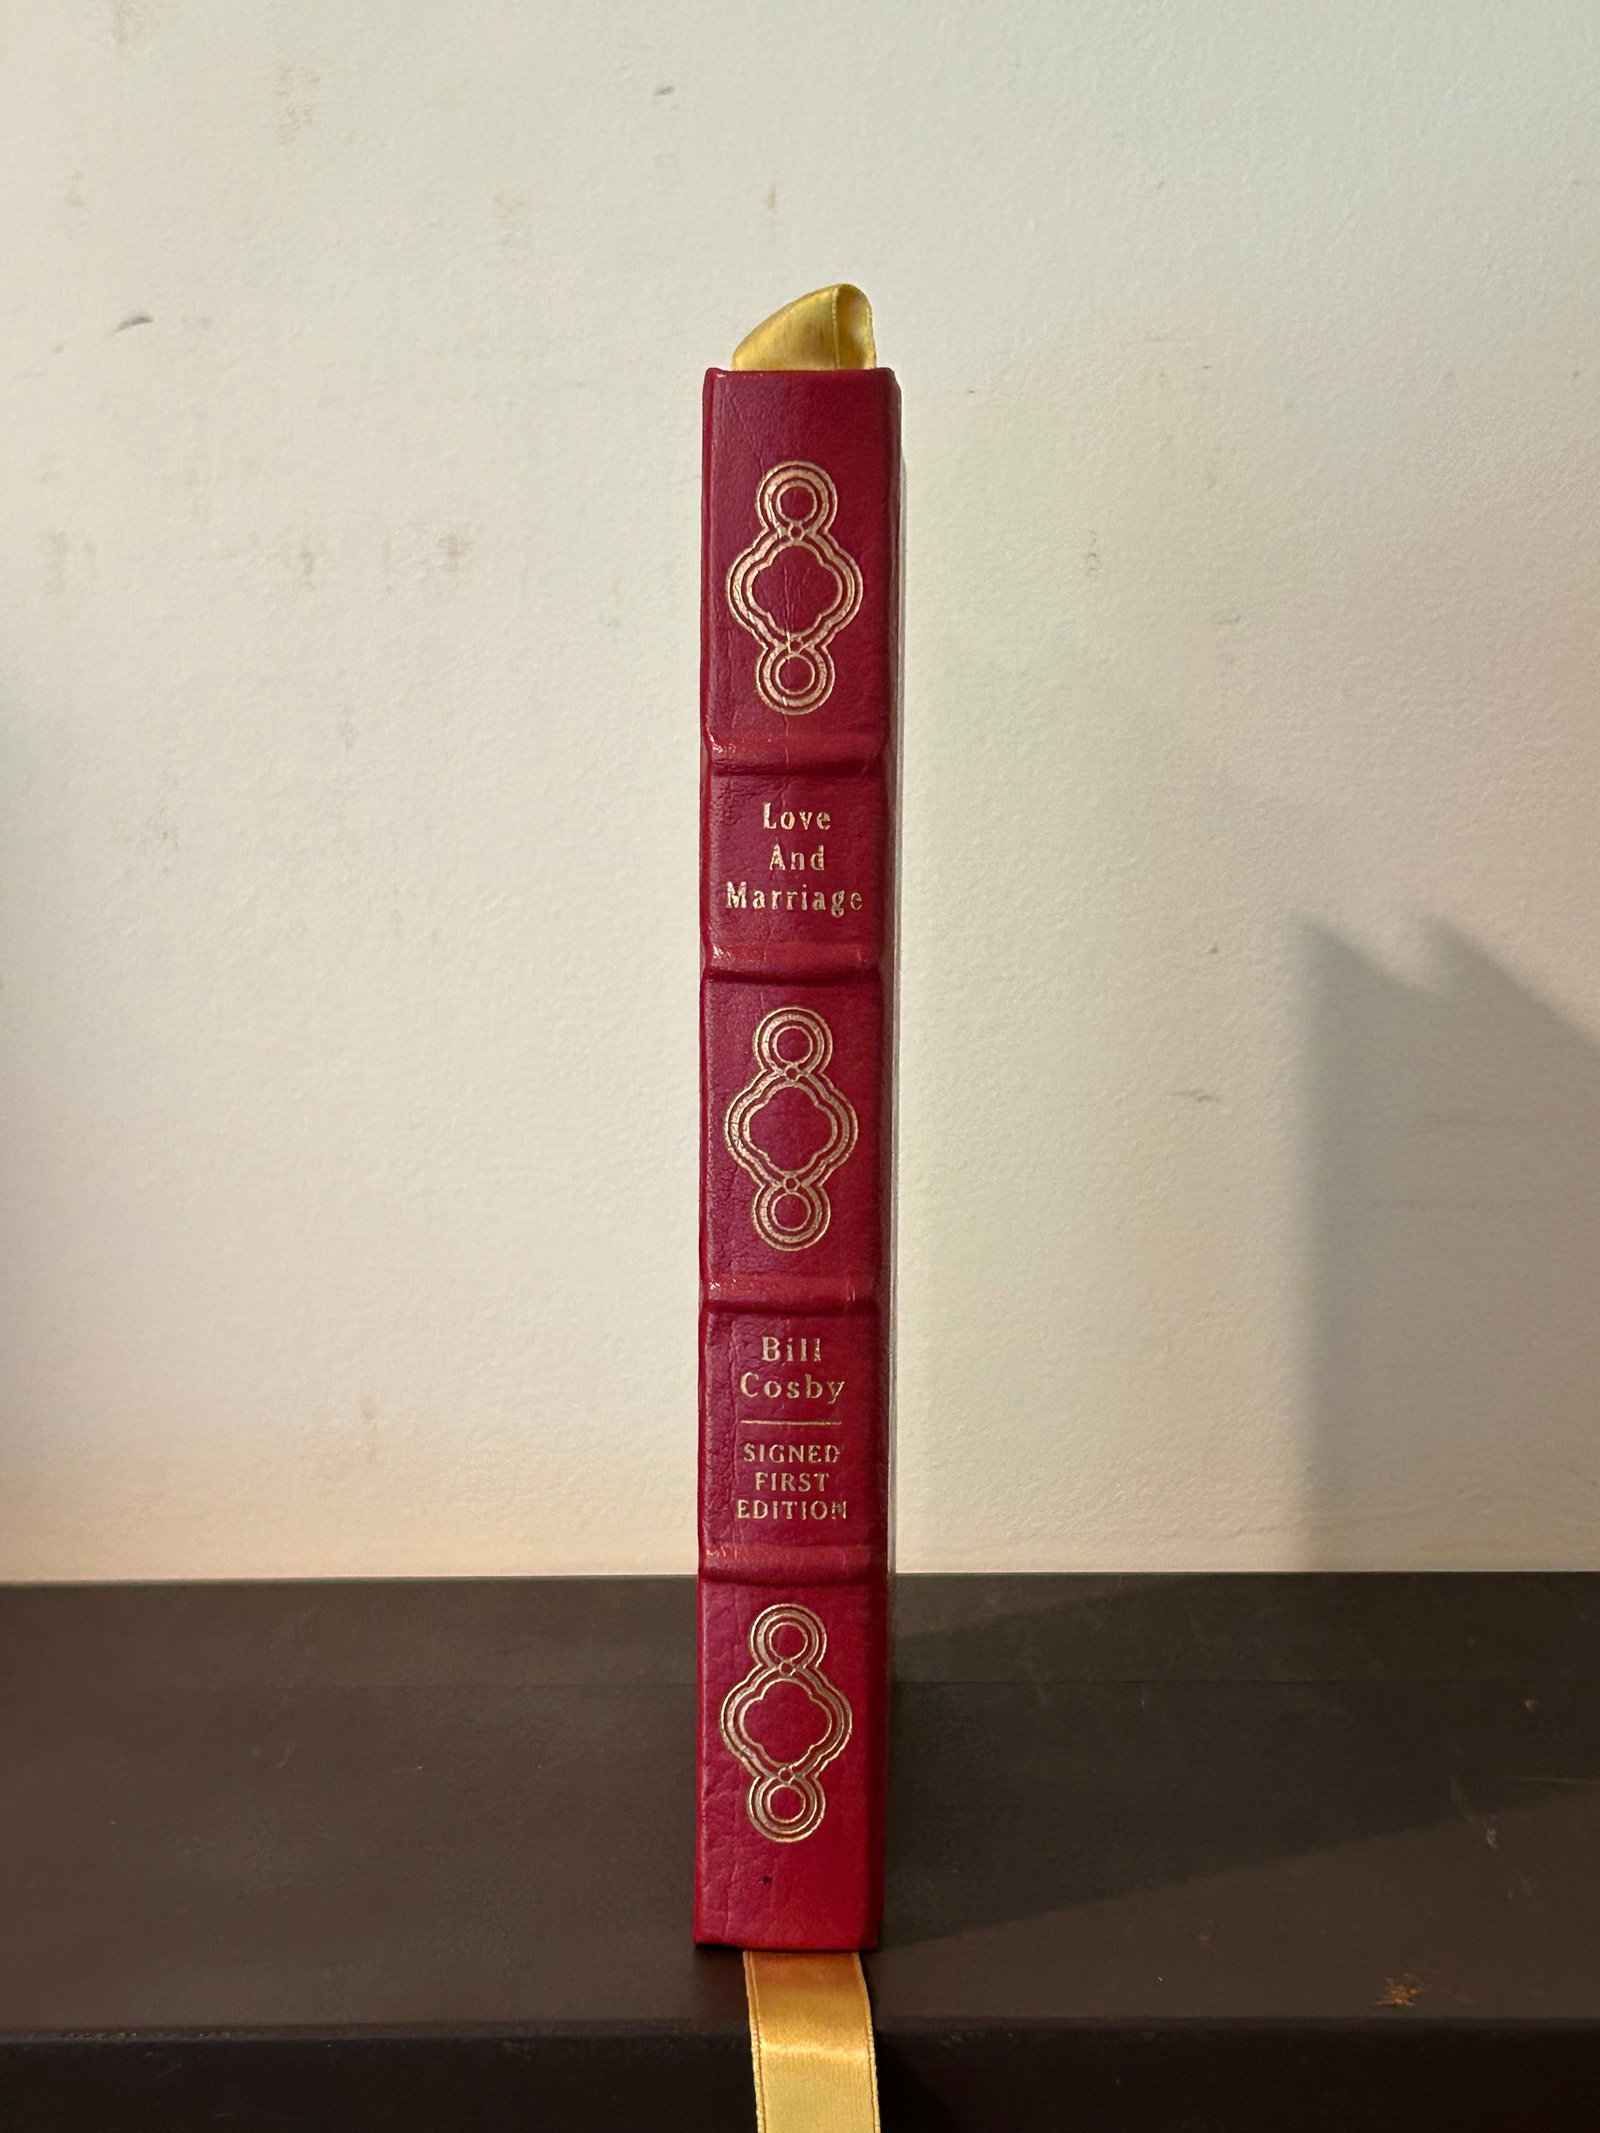 Love
And
Marriage
Bill
Cosby
SIGNED
FIRST
EDITION